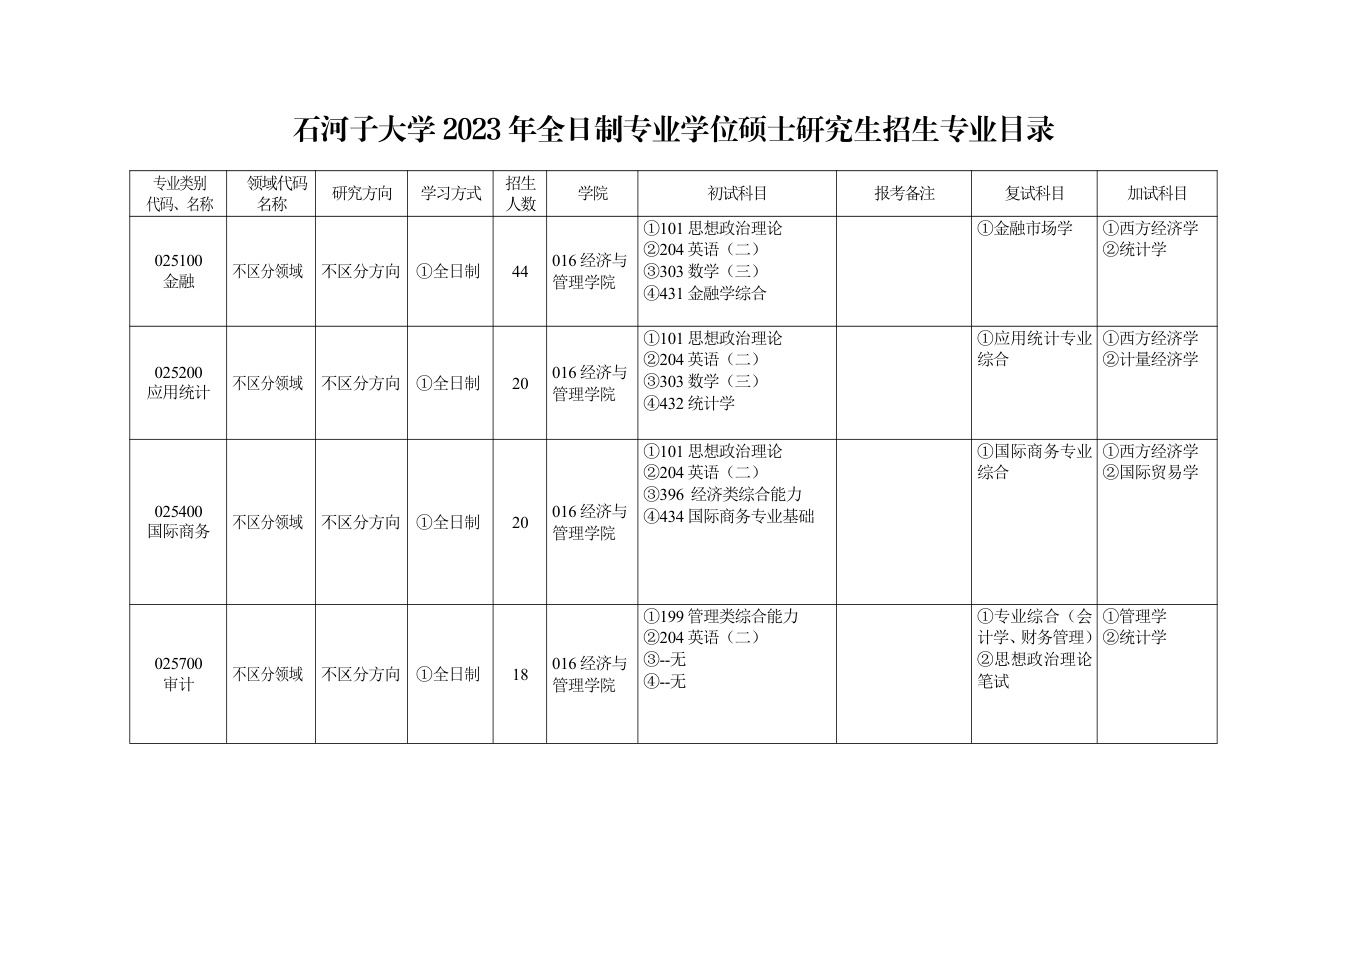 石河子大学 2023 年全日制专业学位硕士研究生招生专业目录
专业类别
代码、名称
领域代码
名称
研究方向
学习方式
招生
人数
学院
初试科目
报考备注
复试科目
加试科目
025100
金融
不区分领域
不区分方向
①全日制
44
016 经济与
管理学院
①101 思想政治理论
②204 英语（二）
③303 数学（三）
④431 金融学综合
①金融市场学
①西方经济学
②统计学
025200
应用统计
不区分领域
不区分方向
①全日制
20
016 经济与
管理学院
①101 思想政治理论
②204 英语（二）
③303 数学（三）
④432 统计学
①应用统计专业
综合
①西方经济学
②计量经济学
025400
国际商务
不区分领域
不区分方向
①全日制
20
016 经济与
管理学院
①101 思想政治理论
②204 英语（二）
③396 经济类综合能力
④434 国际商务专业基础
①国际商务专业
综合
①西方经济学
②国际贸易学
025700
审计
不区分领域
不区分方向
①全日制
18
016 经济与
管理学院
①199 管理类综合能力
②204 英语（二）
③--无
④--无
①专业综合（会
计学、财务管理）
②思想政治理论
笔试
①管理学
②统计学